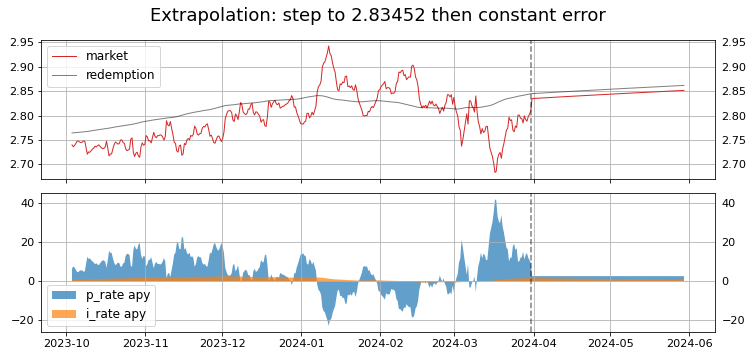 Extrapolation: step to 2.83452 then constant error
2.95 2.95
market
redemption
2.90 2.90
2.85 2.85
2.80 2.80
2.75 2.75
2.70 2.70
40 40
20 20
0 0
p_rate apy
i_rate apy
−20 −20
2023-10 2023-11 2023-12 2024-01 2024-02 2024-03 2024-04 2024-05 2024-06